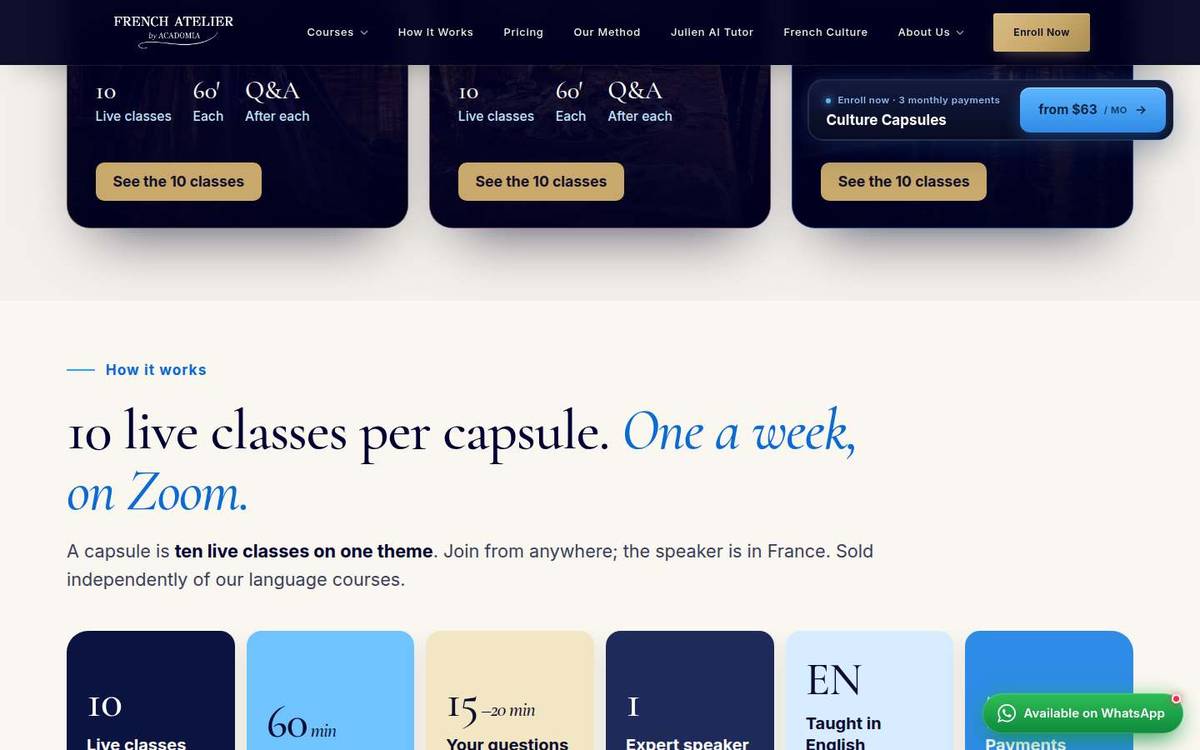 FRENCH ATELIER
by ACADOMIA
Courses
How It Works
Pricing
Our Method
Julien AI Tutor
French Culture
About Us
Enroll Now
10 60' Q&A
Live classes Each After each
See the 10 classes
10 60' Q&A
Live classes Each After each
See the 10 classes
Enroll now · 3 monthly payments
Culture Capsules
from $63 / MO →
See the 10 classes
How it works
10 live classes per capsule. One a week,
on Zoom.
A capsule is ten live classes on one theme. Join from anywhere; the speaker is in France. Sold
independently of our language courses.
10
Live classes
60 min
15–20 min
Your questions
1
Expert speaker
EN
Taught in
English
Payments
Available on WhatsApp